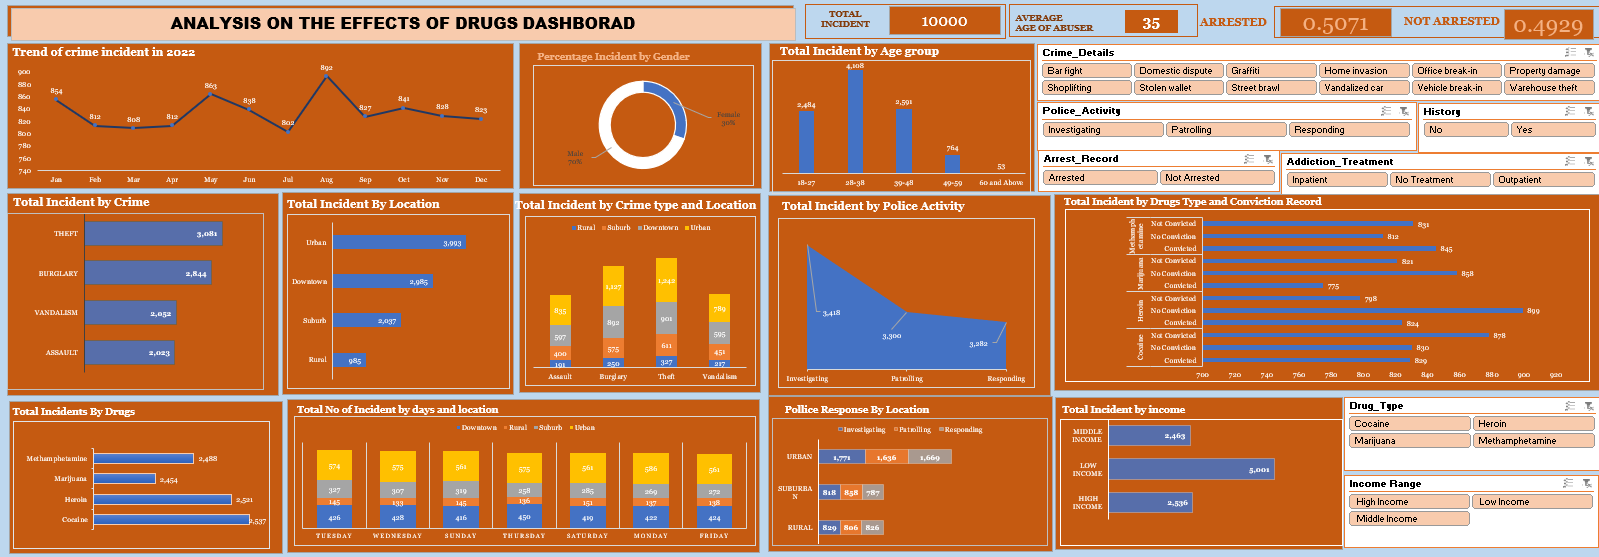 ANALYSIS ON THE EFFECTS OF DRUGS DASHBORAD
TOTAL
INCIDENT
10000
AVERAGE
AGE OF ABUSER
35
ARRESTED
0.5071
NOT ARRESTED
0.4929
Trend of crime incident in 2022
900
880
860
840
820
800
780
760
740
854
812
808
812
863
838
802
892
827
841
828
823
Jan Feb Mar Apr May Jun Jul Aug Sep Oct Nov Dec
Percentage Incident by Gender
Female
30%
Male
70%
Total Incident by Age group
2,484
4,108
2,591
764
53
18-27 28-38 39-48 49-59 60 and Above
Crime_Details
Bar fight Domestic dispute Graffiti Home invasion Office break-in Property damage
Shoplifting Stolen wallet Street brawl Vandalized car Vehicle break-in Warehouse theft
Police_Activity
Investigating Patrolling Responding
History
No Yes
Arrest_Record
Arrested Not Arrested
Addiction_Treatment
Inpatient No Treatment Outpatient
Total Incident by Crime
THEFT 3,081
BURGLARY 2,844
VANDALISM 2,052
ASSAULT 2,023
Total Incident By Location
Urban 3,993
Downtown 2,985
Suburb 2,037
Rural 985
Total Incident by Crime type and Location
Rural Suburb Downtown Urban
835 1,127 1,242 789
597 892 901 595
400 575 611 451
191 250 327 217
Assault Burglary Theft Vandalism
Total Incident by Police Activity
3,418
3,300
3,282
Investigating Patrolling Responding
Total Incident by Drugs Type and Conviction Record
Methamph
etamine
Not Convicted 831
No Conviction 812
Convicted 845
Marijuana
Not Convicted 821
No Conviction 858
Convicted 775
Heroin
Not Convicted 798
No Conviction 899
Convicted 824
Cocaine
Not Convicted 878
No Conviction 830
Convicted 829
700 720 740 760 780 800 820 840 860 880 900 920
Total Incidents By Drugs
Methamphetamine 2,488
Marijuana 2,454
Heroin 2,521
Cocaine 2,537
Total No of Incident by days and location
Downtown Rural Suburb Urban
574 575 561 575 561 586 561
327 307 319 258 285 269 272
145 133 145 136 151 137 138
426 428 416 450 419 422 424
TUESDAY WEDNESDAY SUNDAY THURSDAY SATURDAY MONDAY FRIDAY
Pollice Response By Location
Investigating Patrolling Responding
URBAN 1,771 1,636 1,669
SUBURBA
N
818 858 787
RURAL 829 806 826
Total Incident by income
MIDDLE
INCOME
2,463
LOW
INCOME
5,001
HIGH
INCOME
2,536
Drug_Type
Cocaine Heroin
Marijuana Methamphetamine
Income Range
High Income Low Income
Middle Income